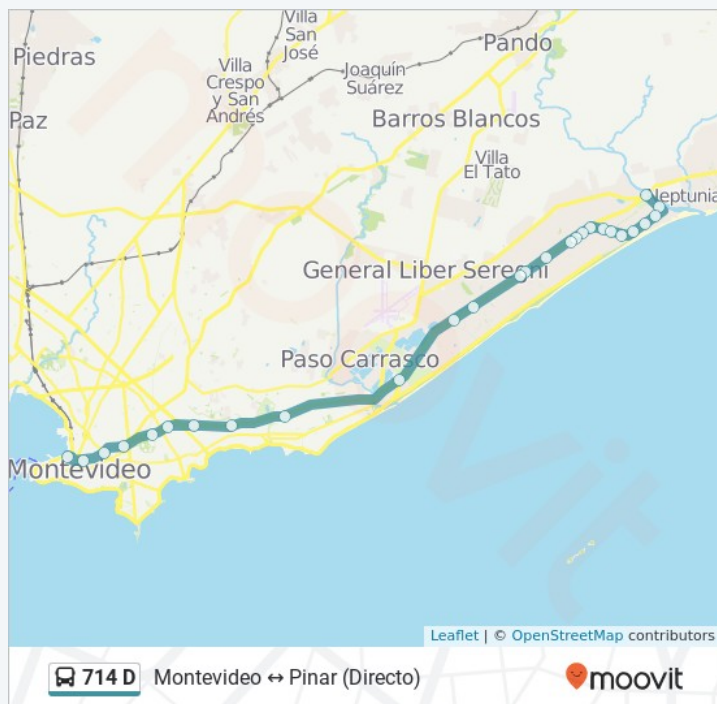 Villa
San
José
Piedras
Pando
Villa
Crespo
y San
Andrés
Joaquín
Suárez
Paz
Barros Blancos
Villa
El Tato
Neptunia
General Liber Seregni
Paso Carrasco
Montevideo
moovit
Leaflet | © OpenStreetMap contributors
714 D Montevideo ↔ Pinar (Directo)
moovit